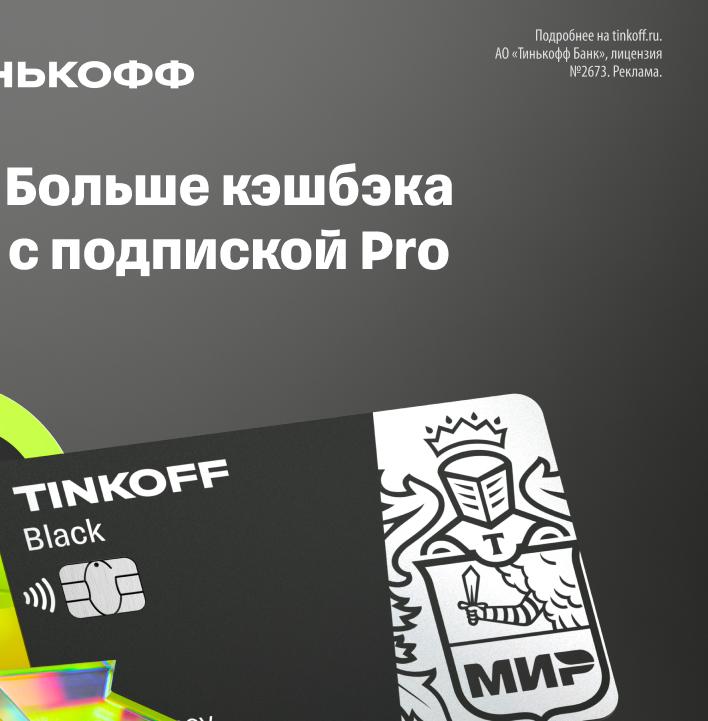 НЬКОФФ
Подробнее на tinkoff.ru.
АО «Тинькофф Банк», лицензия
№2673. Реклама.
Больше кэшбэка
с подпиской Pro
TINKOFF
Black
Т
МИР